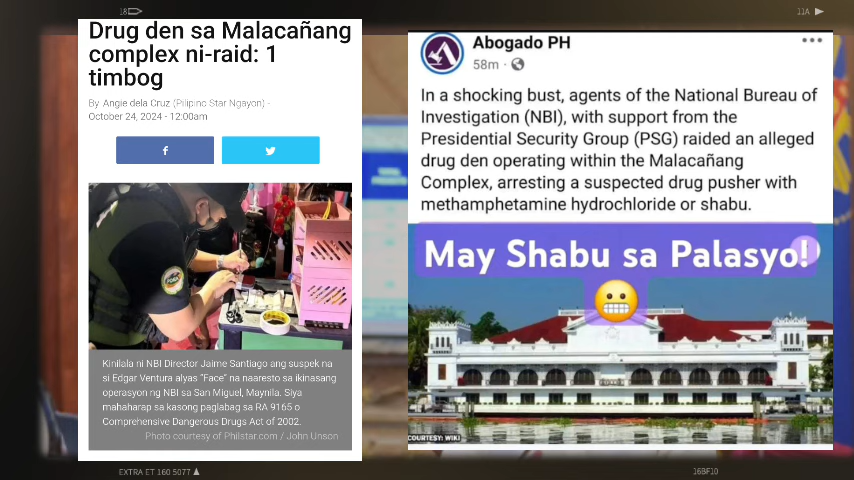 18
11A
Drug den sa Malacañang
complex ni-raid: 1
timbog
By Angie dela Cruz (Pilipino Star Ngayon) -
October 24, 2024 - 12:00am
Kinilala ni NBI Director Jaime Santiago ang suspek na
si Edgar Ventura alyas "Face" na naaresto sa ikinasang
operasyon ng NBI sa San Miguel, Maynila. Siya
mahaharap sa kasong paglabag sa RA 9165 o
Comprehensive Dangerous Drugs Act of 2002.
Photo courtesy of Philstar.com / John Unson
Abogado PH
58m
In a shocking bust, agents of the National Bureau of
Investigation (NBI), with support from the
Presidential Security Group (PSG) raided an alleged
drug den operating within the Malacañang
Complex, arresting a suspected drug pusher with
methamphetamine hydrochloride or shabu.
May Shabu sa Palasyo!
COURTESY: WIKI
EXTRA ET 160 5077
16BF10